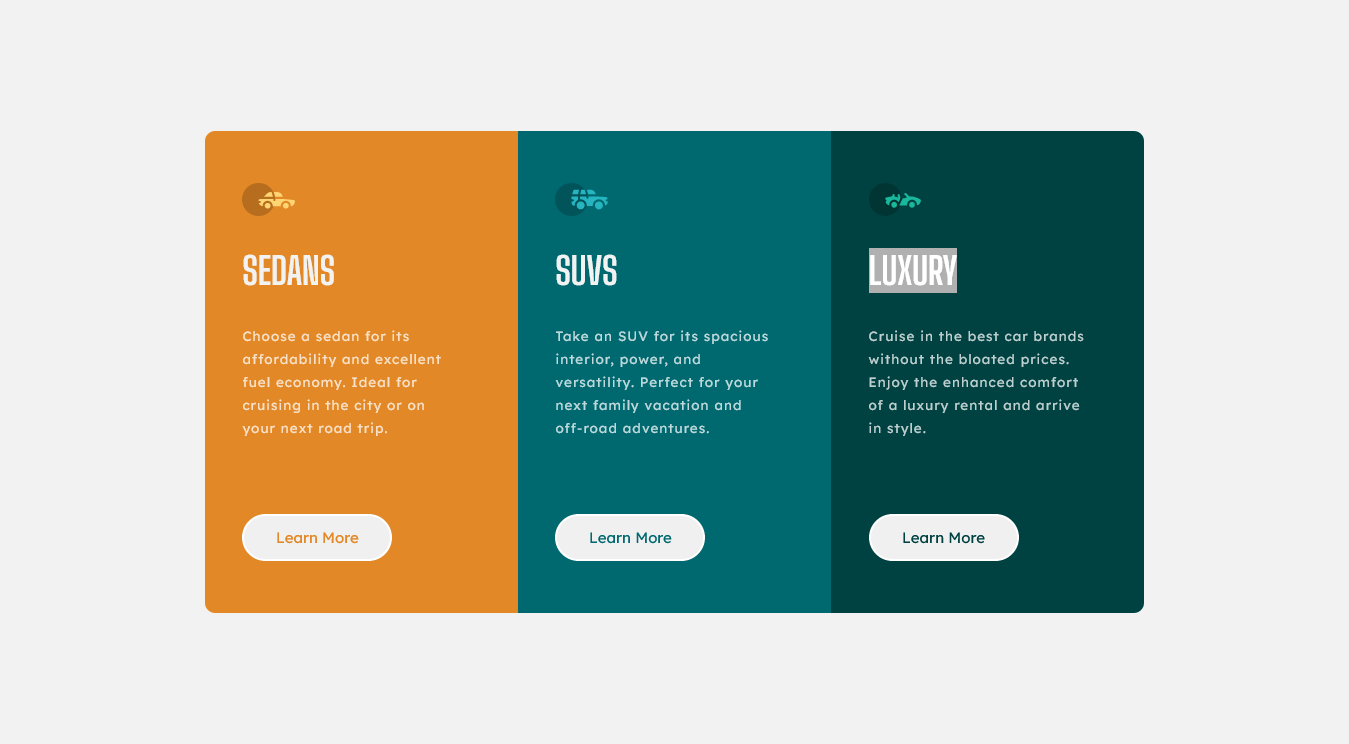 SEDANS
Choose a sedan for its
affordability and excellent
fuel economy. Ideal for
cruising in the city or on
your next road trip.
Learn More
SUVS
Take an SUV for its spacious
interior, power, and
versatility. Perfect for your
next family vacation and
off-road adventures.
Learn More
LUXURY
Cruise in the best car brands
without the bloated prices.
Enjoy the enhanced comfort
of a luxury rental and arrive
in style.
Learn More